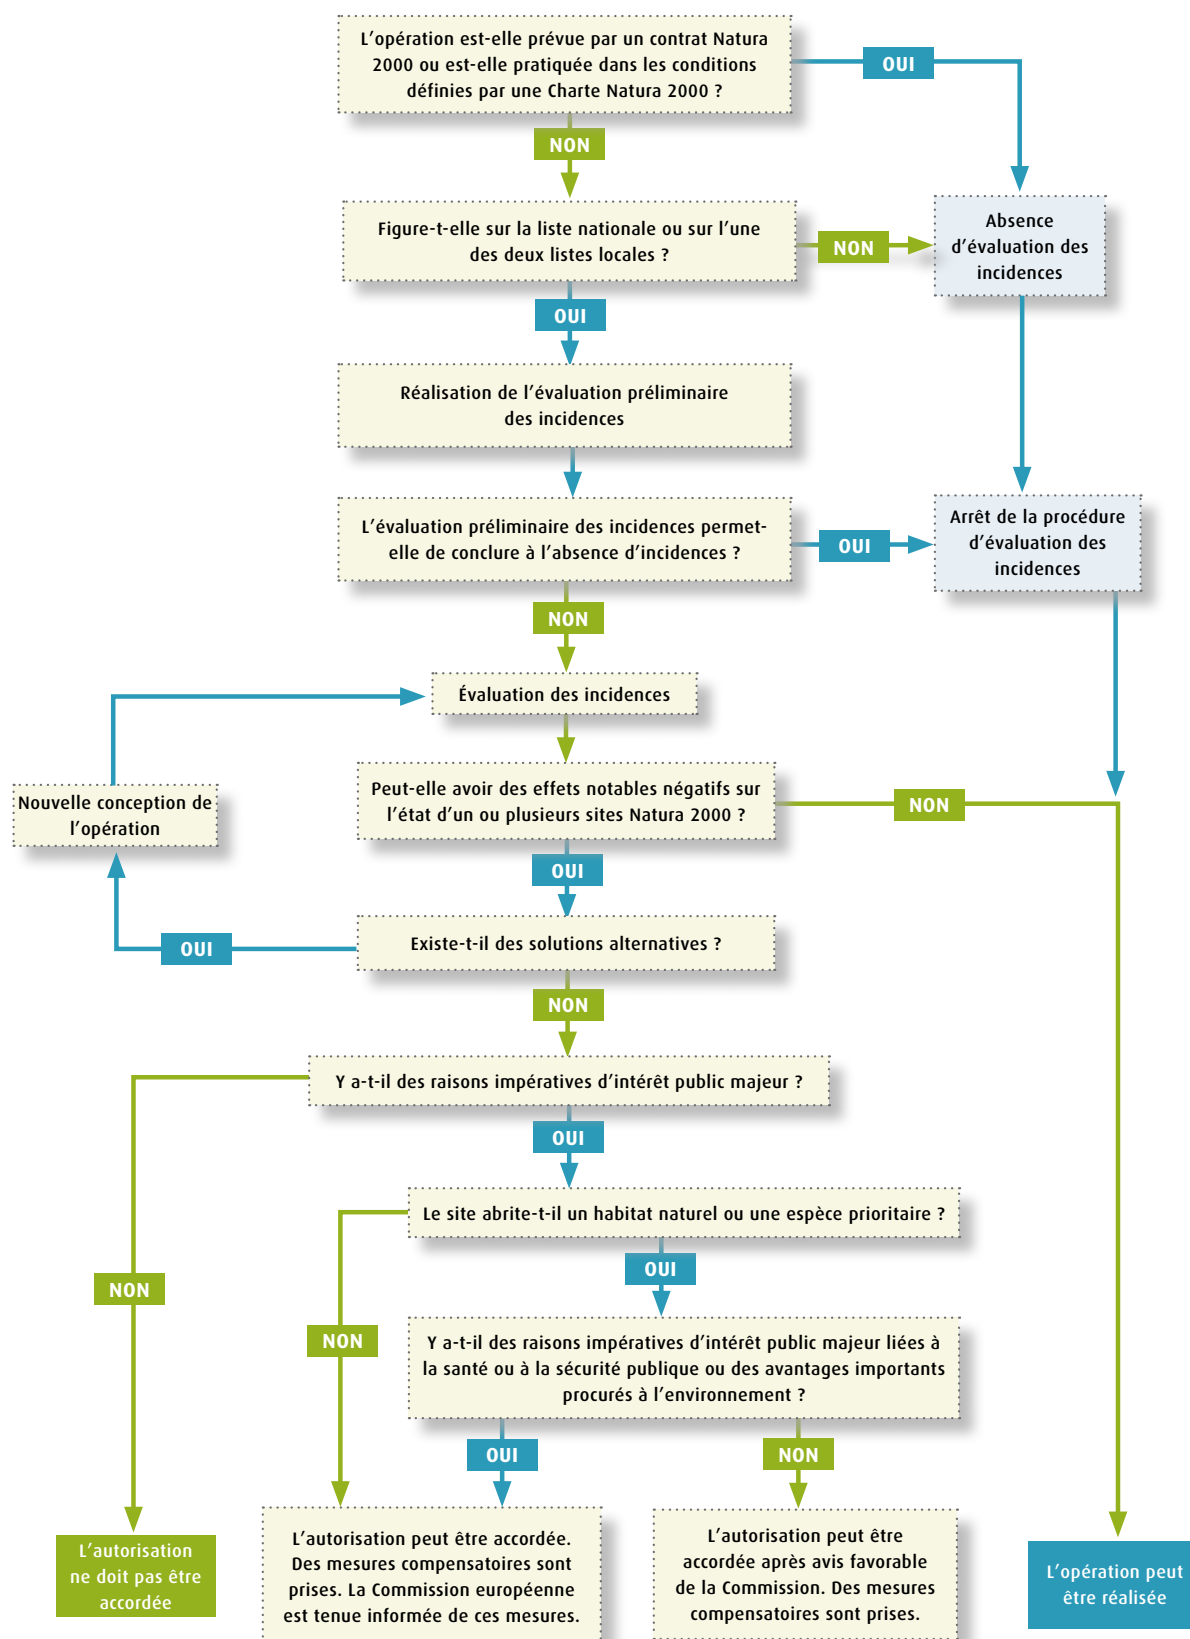 L'opération est-elle prévue par un contrat Natura
2000 ou est-elle pratiquée dans les conditions
définies par une Charte Natura 2000 ?
OUI
NON
Figure-t-elle sur la liste nationale ou sur l'une
des deux listes locales ?
NON
Absence
d'évaluation des
incidences
OUI
Réalisation de l'évaluation préliminaire
des incidences
L'évaluation préliminaire des incidences permet-
elle de conclure à l'absence d'incidences ?
OUI
Arrêt de la procédure
d'évaluation des
incidences
NON
Évaluation des incidences
Nouvelle conception de
l'opération
Peut-elle avoir des effets notables négatifs sur
l'état d'un ou plusieurs sites Natura 2000 ?
NON
OUI
Existe-t-il des solutions alternatives ?
OUI
NON
Y a-t-il des raisons impératives d'intérêt public majeur ?
OUI
Le site abrite-t-il un habitat naturel ou une espèce prioritaire ?
NON
OUI
NON
Y a-t-il des raisons impératives d'intérêt public majeur liées à
la santé ou à la sécurité publique ou des avantages importants
procurés à l'environnement ?
OUI
NON
L'autorisation
ne doit pas être
accordée
L'autorisation peut être accordée.
Des mesures compensatoires sont
prises. La Commission européenne
est tenue informée de ces mesures.
L'autorisation peut être
accordée après avis favorable
de la Commission. Des mesures
compensatoires sont prises.
L'opération peut
être réalisée